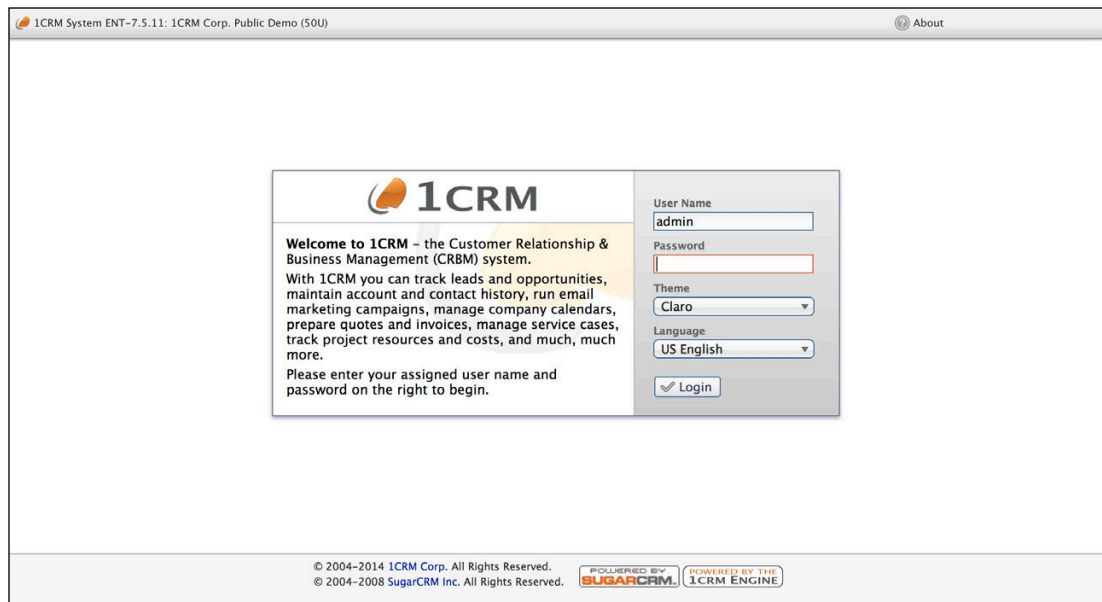 1CRM System ENT-7.5.11: 1CRM Corp. Public Demo (50U)
About
1CRM
Welcome to 1CRM – the Customer Relationship &
Business Management (CRBM) system.
With 1CRM you can track leads and opportunities,
maintain account and contact history, run email
marketing campaigns, manage company calendars,
prepare quotes and invoices, manage service cases,
track project resources and costs, and much, much
more.
Please enter your assigned user name and
password on the right to begin.
User Name
admin
Password
Theme
Claro
Language
US English
Login
© 2004-2014 1CRM Corp. All Rights Reserved.
© 2004-2008 SugarCRM Inc. All Rights Reserved.
POWERED BY
SUGARCRM.
POWERED BY THE
1CRM ENGINE